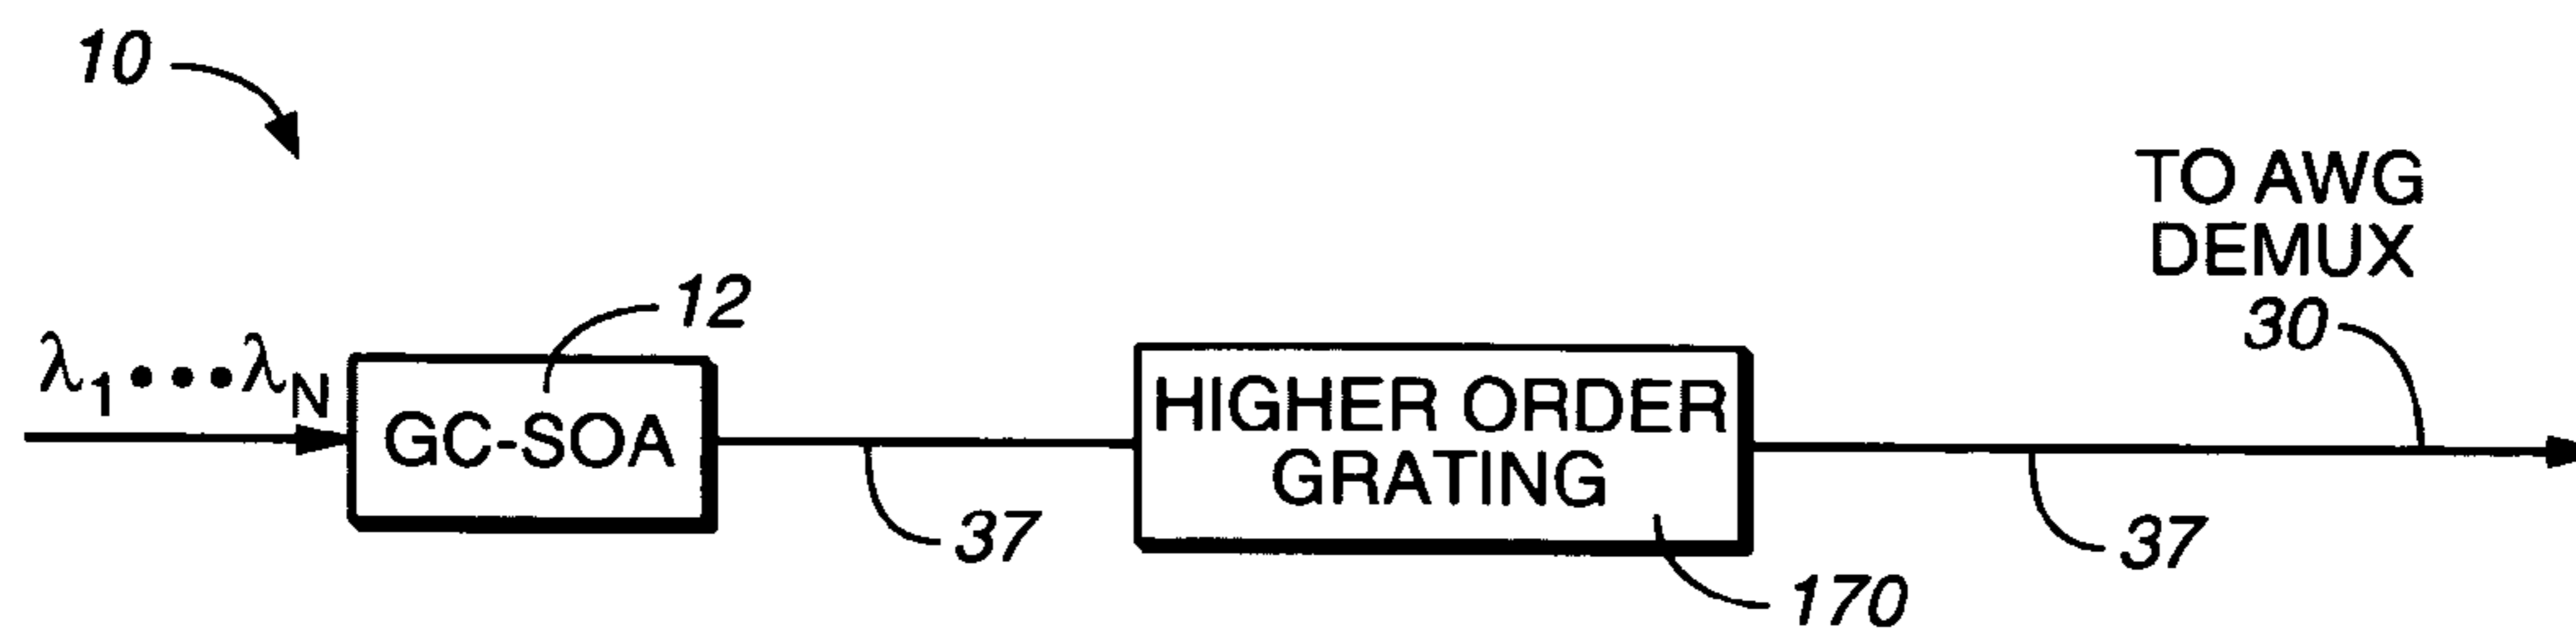 10
TO AWG
DEMUX
30
12
λ1•••λN
GC-SOA
HIGHER ORDER
GRATING
37
37
170